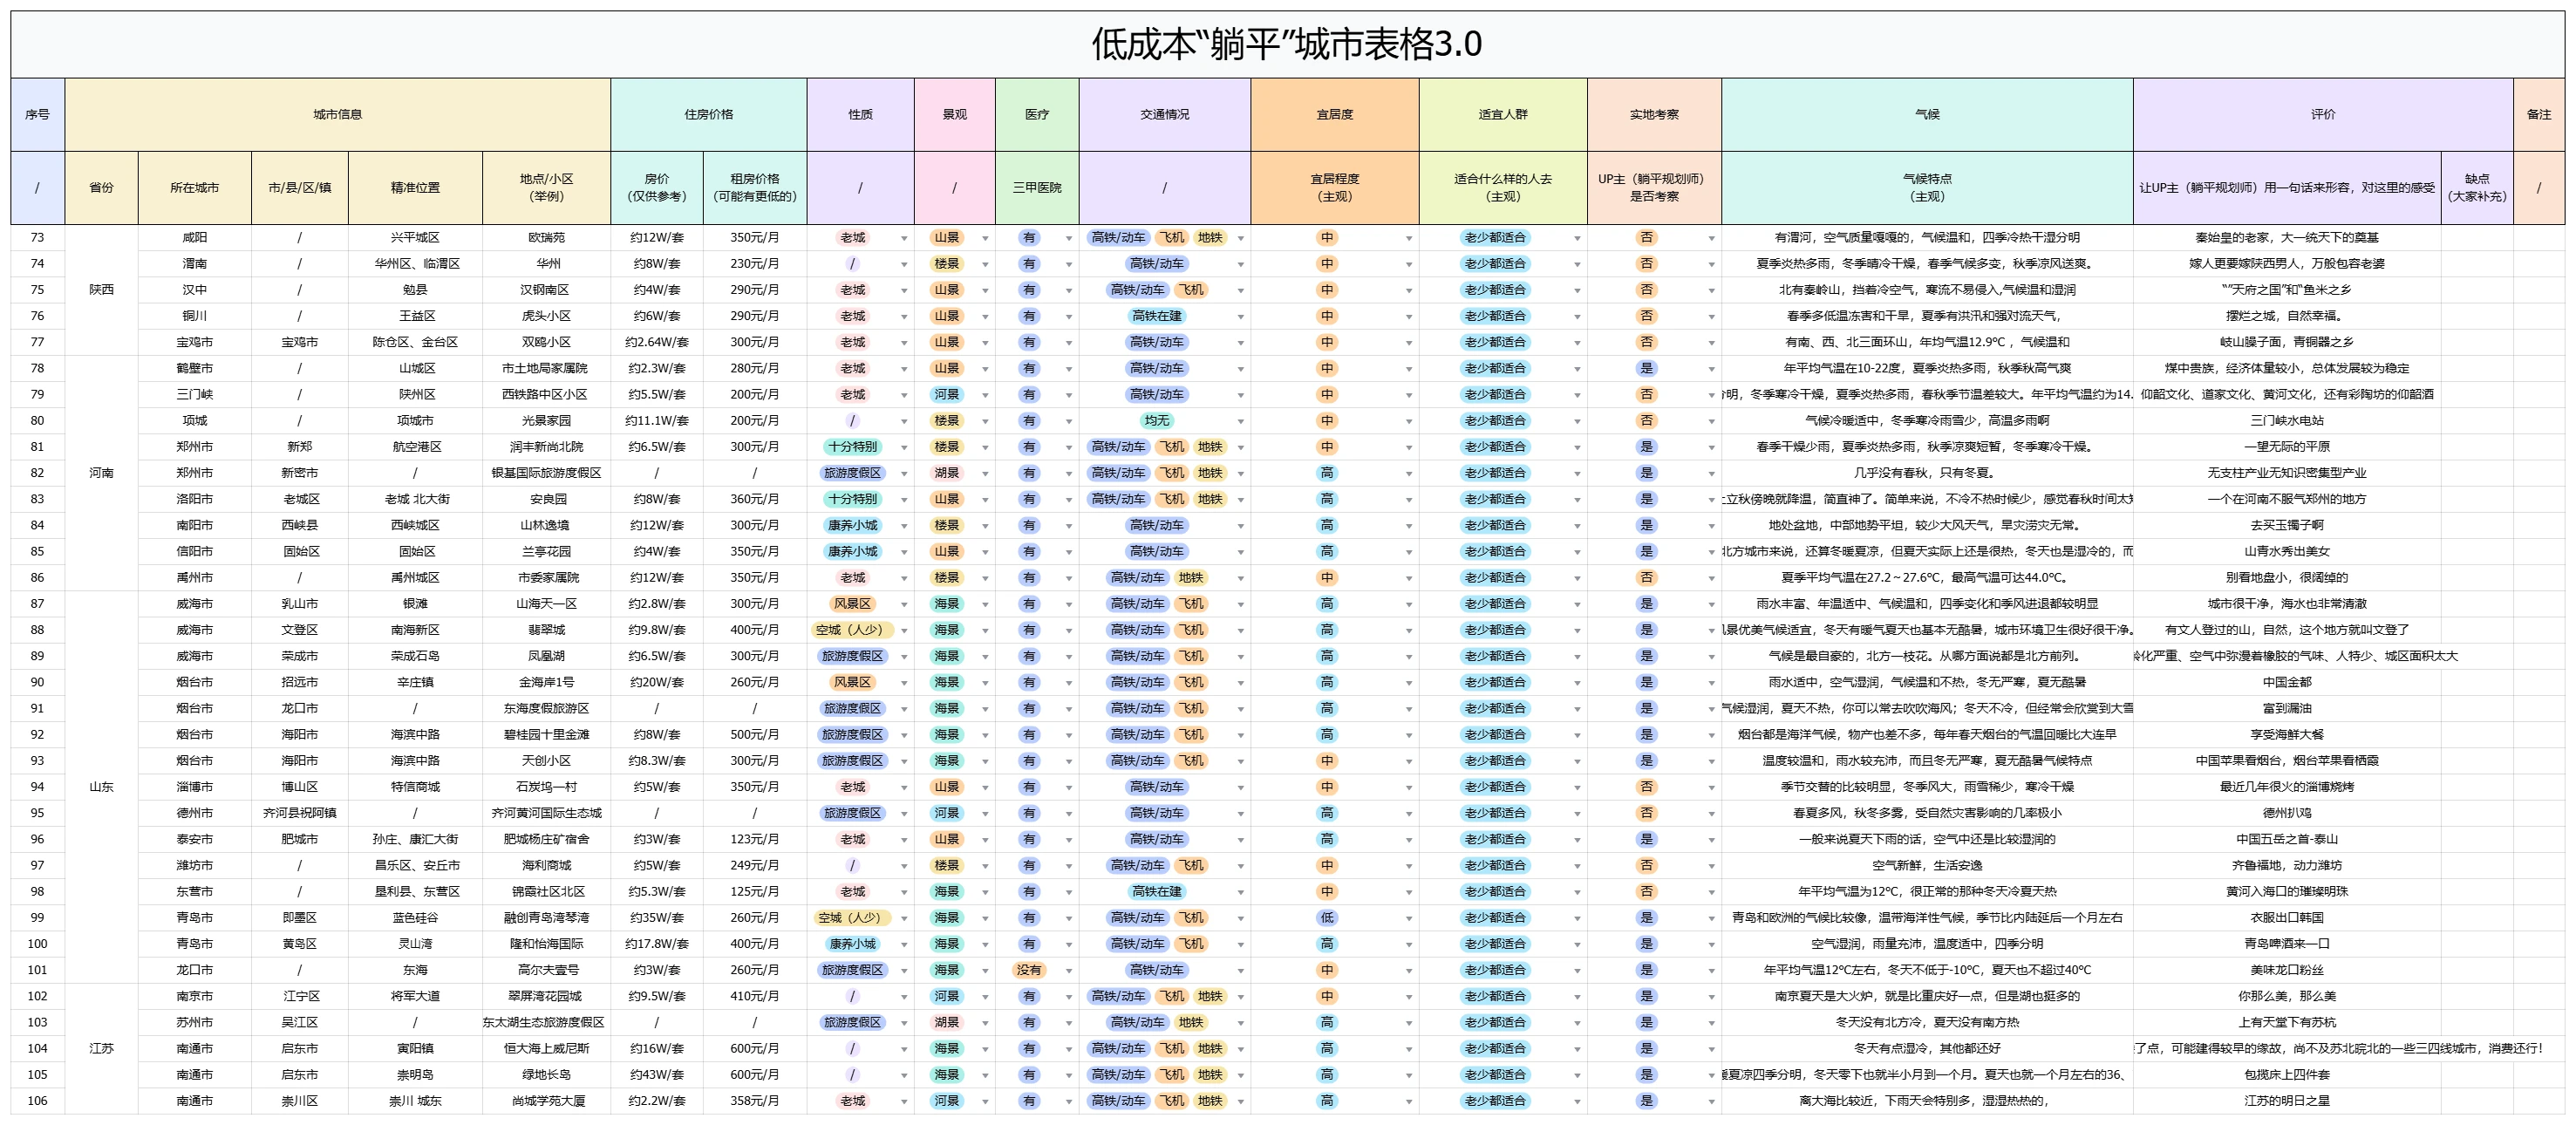 低成本“躺平”城市表格3.0
序号 城市信息 住房价格 性质 景观 医疗 交通情况 宜居度 适宜人群 实地考察 气候 评价 备注
/ 省份 所在城市 市/县/区/镇 精准位置 地点/小区（举例） 房价（仅供参考） 租房价格（可能有更低的） / / 三甲医院 / 宜居程度（主观） 适合什么样的人去（主观） UP主（躺平规划师）是否考察 气候特点（主观） 让UP主（躺平规划师）用一句话来形容，对这里的感受 缺点（大家补充） /
73 咸阳 / 兴平城区 欧瑞苑 约12W/套 350元/月 老城 山景 有 高铁/动车 飞机 地铁 中 老少都适合 否 有渭河，空气质量嘎嘎的，气候温和，四季冷热干湿分明 秦始皇的老家，大一统天下的奠基
74 渭南 / 华州区、临渭区 华州 约8W/套 230元/月 / 楼景 有 高铁/动车 中 老少都适合 否 夏季炎热多雨，冬季晴冷干燥，春季气候多变，秋季凉风送爽。 嫁人更要嫁陕西男人，万般包容老婆
75 陕西 汉中 / 勉县 汉钢南区 约4W/套 290元/月 老城 山景 有 高铁/动车 飞机 中 老少都适合 否 北有秦岭山，挡着冷空气，寒流不易侵入,气候温和湿润 “”天府之国”和“鱼米之乡
76 铜川 / 王益区 虎头小区 约6W/套 290元/月 老城 山景 有 高铁在建 中 老少都适合 否 春季多低温冻害和干旱，夏季有洪汛和强对流天气， 摆烂之城，自然幸福。
77 宝鸡市 宝鸡市 陈仓区、金台区 双鸥小区 约2.64W/套 300元/月 老城 山景 有 高铁/动车 中 老少都适合 否 有南、西、北三面环山，年均气温12.9℃ ，气候温和 岐山臊子面，青铜器之乡
78 鹤壁市 / 山城区 市土地局家属院 约2.3W/套 280元/月 老城 山景 有 高铁/动车 中 老少都适合 是 年平均气温在10-22度，夏季炎热多雨，秋季秋高气爽 煤中贵族，经济体量较小，总体发展较为稳定
79 三门峡 / 陕州区 西铁路中区小区 约5.5W/套 200元/月 老城 河景 有 高铁/动车 中 老少都适合 否 明，冬季寒冷干燥，夏季炎热多雨，春秋季节温差较大。年平均气温约为14. 仰韶文化、道家文化、黄河文化，还有彩陶坊的仰韶酒
80 项城 / 项城市 光景家园 约11.1W/套 200元/月 / 楼景 有 均无 中 老少都适合 否 气候冷暖适中，冬季寒冷雨雪少，高温多雨啊 三门峡水电站
81 郑州市 新郑 航空港区 润丰新尚北院 约6.5W/套 300元/月 十分特别 楼景 有 高铁/动车 飞机 地铁 中 老少都适合 是 春季干燥少雨，夏季炎热多雨，秋季凉爽短暂，冬季寒冷干燥。 一望无际的平原
82 河南 郑州市 新密市 / 银基国际旅游度假区 / / 旅游度假区 湖景 有 高铁/动车 飞机 地铁 高 老少都适合 是 几乎没有春秋，只有冬夏。 无支柱产业无知识密集型产业
83 洛阳市 老城区 老城 北大街 安良园 约8W/套 360元/月 十分特别 山景 有 高铁/动车 飞机 地铁 高 老少都适合 是 立秋傍晚就降温，简直神了。简单来说，不冷不热时候少，感觉春秋时间太 一个在河南不服气郑州的地方
84 南阳市 西峡县 西峡城区 山林逸境 约12W/套 300元/月 康养小城 楼景 有 高铁/动车 高 老少都适合 是 地处盆地，中部地势平坦，较少大风天气，旱灾涝灾无常。 去买玉镯子啊
85 信阳市 固始区 固始区 兰亭花园 约4W/套 350元/月 康养小城 山景 有 高铁/动车 高 老少都适合 是 北方城市来说，还算冬暖夏凉，但夏天实际上还是很热，冬天也是湿冷的，而 山青水秀出美女
86 禹州市 / 禹州城区 市委家属院 约12W/套 350元/月 老城 楼景 有 高铁/动车 地铁 中 老少都适合 否 夏季平均气温在27.2～27.6℃，最高气温可达44.0℃。 别看地盘小，很阔绰的
87 威海市 乳山市 银滩 山海天一区 约2.8W/套 300元/月 风景区 海景 有 高铁/动车 飞机 高 老少都适合 是 雨水丰富、年温适中、气候温和，四季变化和季风进退都较明显 城市很干净，海水也非常清澈
88 威海市 文登区 南海新区 翡翠城 约9.8W/套 400元/月 空城（人少） 海景 有 高铁/动车 飞机 高 老少都适合 是 景优美气候适宜，冬天有暖气夏天也基本无酷暑，城市环境卫生很好很干净。 有文人登过的山，自然，这个地方就叫文登了
89 威海市 荣成市 荣成石岛 凤凰湖 约6.5W/套 300元/月 旅游度假区 海景 有 高铁/动车 飞机 高 老少都适合 是 气候是最自豪的，北方一枝花。从哪方面说都是北方前列。 化严重、空气中弥漫着橡胶的气味、人特少、城区面积太大
90 烟台市 招远市 辛庄镇 金海岸1号 约20W/套 260元/月 风景区 海景 有 高铁/动车 飞机 高 老少都适合 是 雨水适中，空气湿润，气候温和不热，冬无严寒，夏无酷暑 中国金都
91 烟台市 龙口市 / 东海度假旅游区 / / 旅游度假区 海景 有 高铁/动车 飞机 高 老少都适合 是 气候湿润，夏天不热，你可以常去吹吹海风；冬天不冷，但经常会欣赏到大雪 富到漏油
92 烟台市 海阳市 海滨中路 碧桂园十里金滩 约8W/套 500元/月 旅游度假区 海景 有 高铁/动车 飞机 高 老少都适合 是 烟台都是海洋气候，物产也差不多，每年春天烟台的气温回暖比大连早 享受海鲜大餐
93 烟台市 海阳市 海滨中路 天创小区 约8.3W/套 300元/月 旅游度假区 海景 有 高铁/动车 飞机 中 老少都适合 是 温度较温和，雨水较充沛，而且冬无严寒，夏无酷暑气候特点 中国苹果看烟台，烟台苹果看栖霞
94 山东 淄博市 博山区 特信商城 石炭坞一村 约5W/套 350元/月 老城 山景 有 高铁/动车 中 老少都适合 否 季节交替的比较明显，冬季风大，雨雪稀少，寒冷干燥 最近几年很火的淄博烧烤
95 德州市 齐河县祝阿镇 / 齐河黄河国际生态城 / / 旅游度假区 河景 有 高铁/动车 高 老少都适合 否 春夏多风，秋冬多雾，受自然灾害影响的几率极小 德州扒鸡
96 泰安市 肥城市 孙庄、康汇大街 肥城杨庄矿宿舍 约3W/套 123元/月 老城 山景 有 高铁/动车 高 老少都适合 是 一般来说夏天下雨的话，空气中还是比较湿润的 中国五岳之首-泰山
97 潍坊市 / 昌乐区、安丘市 海利商城 约5W/套 249元/月 / 楼景 有 高铁/动车 飞机 中 老少都适合 否 空气新鲜，生活安逸 齐鲁福地，动力潍坊
98 东营市 / 垦利县、东营区 锦霞社区北区 约5.3W/套 125元/月 老城 海景 有 高铁在建 中 老少都适合 否 年平均气温为12℃，很正常的那种冬天冷夏天热 黄河入海口的璀璨明珠
99 青岛市 即墨区 蓝色硅谷 融创青岛湾琴湾 约35W/套 260元/月 空城（人少） 海景 有 高铁/动车 飞机 低 老少都适合 是 青岛和欧洲的气候比较像，温带海洋性气候，季节比内陆延后一个月左右 衣服出口韩国
100 青岛市 黄岛区 灵山湾 隆和怡海国际 约17.8W/套 400元/月 康养小城 海景 有 高铁/动车 飞机 高 老少都适合 是 空气湿润，雨量充沛，温度适中，四季分明 青岛啤酒来一口
101 龙口市 / 东海 高尔夫壹号 约3W/套 260元/月 旅游度假区 海景 没有 高铁/动车 中 老少都适合 是 年平均气温12℃左右，冬天不低于-10℃，夏天也不超过40℃ 美味龙口粉丝
102 南京市 江宁区 将军大道 翠屏湾花园城 约9.5W/套 410元/月 / 河景 有 高铁/动车 飞机 地铁 中 老少都适合 是 南京夏天是大火炉，就是比重庆好一点，但是湖也挺多的 你那么美，那么美
103 苏州市 吴江区 / 东太湖生态旅游度假区 / / 旅游度假区 湖景 有 高铁/动车 地铁 高 老少都适合 是 冬天没有北方冷，夏天没有南方热 上有天堂下有苏杭
104 江苏 南通市 启东市 寅阳镇 恒大海上威尼斯 约16W/套 600元/月 / 海景 有 高铁/动车 飞机 地铁 高 老少都适合 是 冬天有点湿冷，其他都还好 了点，可能建得较早的缘故，尚不及苏北皖北的一些三四线城市，消费还行！
105 南通市 启东市 崇明岛 绿地长岛 约43W/套 600元/月 / 海景 有 高铁/动车 飞机 地铁 高 老少都适合 是 夏凉四季分明，冬天零下也就半小月到一个月。夏天也就一个月左右的36、 包揽床上四件套
106 南通市 崇川区 崇川 城东 尚城学苑大厦 约2.2W/套 358元/月 老城 河景 有 高铁/动车 飞机 地铁 高 老少都适合 是 离大海比较近，下雨天会特别多，湿湿热热的， 江苏的明日之星